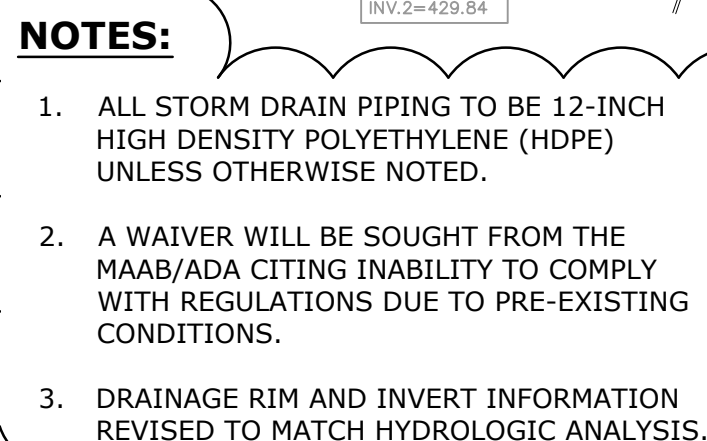 INV.2=429.84
NOTES:
1. ALL STORM DRAIN PIPING TO BE 12-INCH
HIGH DENSITY POLYETHYLENE (HDPE)
UNLESS OTHERWISE NOTED.
2. A WAIVER WILL BE SOUGHT FROM THE
MAAB/ADA CITING INABILITY TO COMPLY
WITH REGULATIONS DUE TO PRE-EXISTING
CONDITIONS.
3. DRAINAGE RIM AND INVERT INFORMATION
REVISED TO MATCH HYDROLOGIC ANALYSIS.